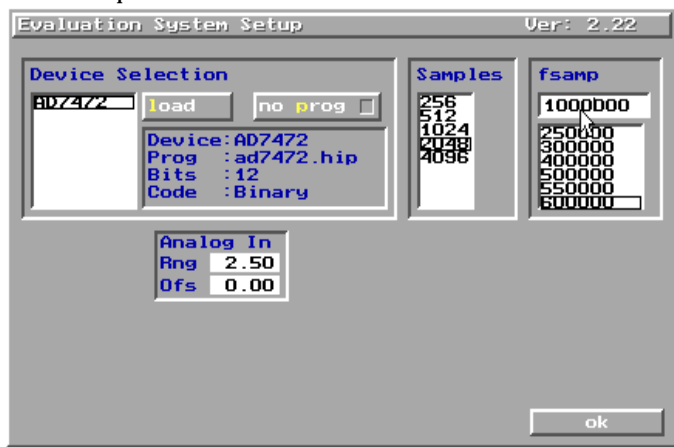 Evaluation System Setup Ver: 2.22
Device Selection
AD7472
load
no prog
Device:AD7472
Prog :ad7472.hip
Bits :12
Code :Binary
Samples
256
512
1024
2048
4096
fsamp
1000000
250000
300000
400000
500000
550000
600000
Analog In
Rng 2.50
Ofs 0.00
ok